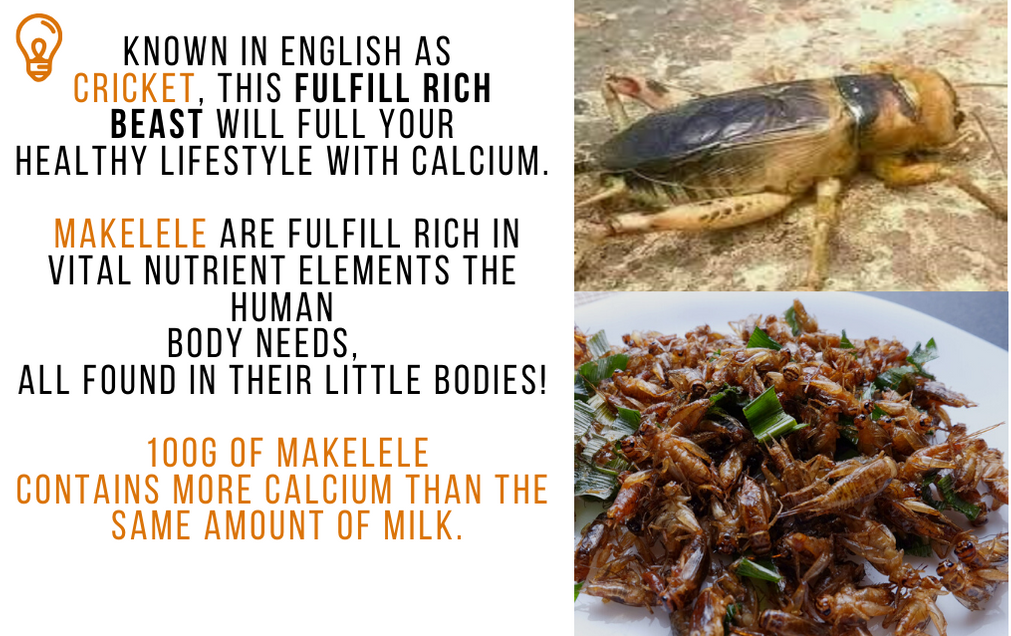 KNOWN IN ENGLISH AS
CRICKET, THIS FULFILL RICH
BEAST WILL FULL YOUR
HEALTHY LIFESTYLE WITH CALCIUM.
MAKELELE ARE FULFILL RICH IN
VITAL NUTRIENT ELEMENTS THE
HUMAN
BODY NEEDS,
ALL FOUND IN THEIR LITTLE BODIES!
100G OF MAKELELE
CONTAINS MORE CALCIUM THAN THE
SAME AMOUNT OF MILK.